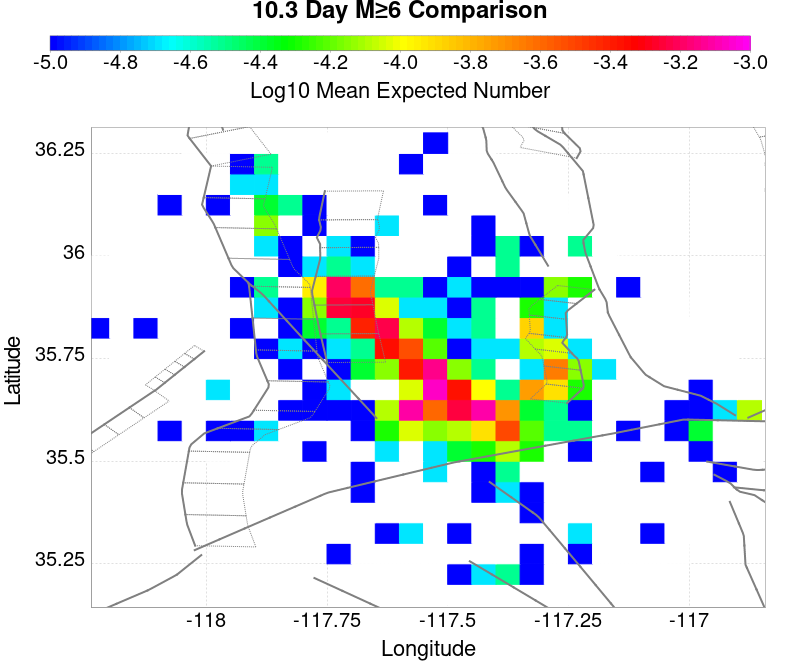 10.3 Day M≥6 Comparison
-5.0 -4.8 -4.6 -4.4 -4.2 -4.0 -3.8 -3.6 -3.4 -3.2 -3.0
Log10 Mean Expected Number
36.25
36
35.75
35.5
35.25
Latitude
-118 -117.75 -117.5 -117.25 -117
Longitude